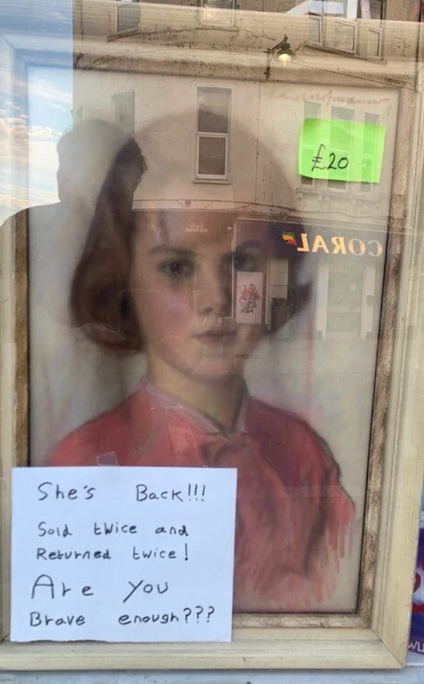 £20
CORAL
She's Back!!!
Sold twice and
Returned twice!
Are you
Brave enough???